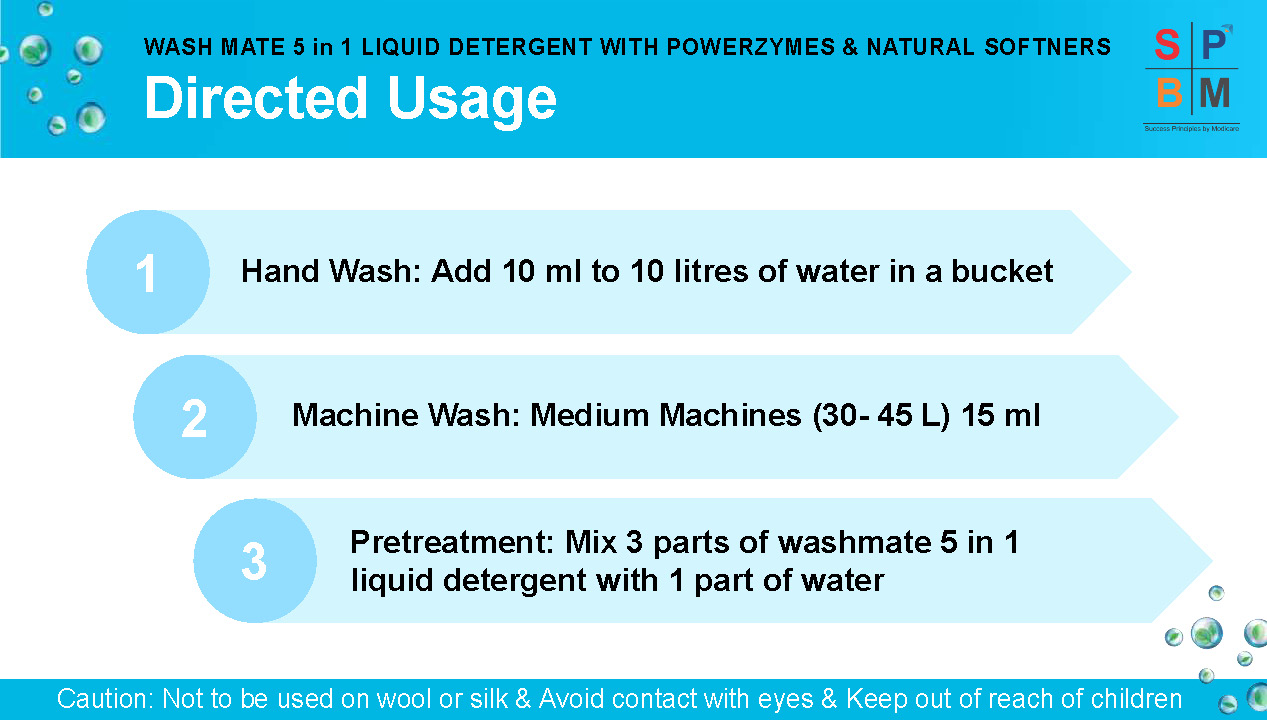 WASH MATE 5 in 1 LIQUID DETERGENT WITH POWERZYMES & NATURAL SOFTNERS
Directed Usage
S P
B M
Success Principles by Medicare
1
Hand Wash: Add 10 ml to 10 litres of water in a bucket
2
Machine Wash: Medium Machines (30- 45 L) 15 ml
3
Pretreatment: Mix 3 parts of washmate 5 in 1
liquid detergent with 1 part of water
Caution: Not to be used on wool or silk & Avoid contact with eyes & Keep out of reach of children